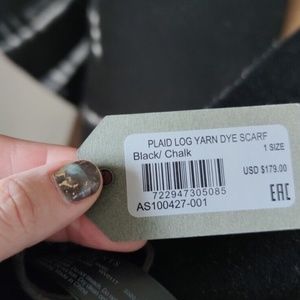 PLAID LOG YARN DYE SCARF
Black/ Chalk
1 SIZE
USD $179.00
722947305085
AS100427-001
EAC